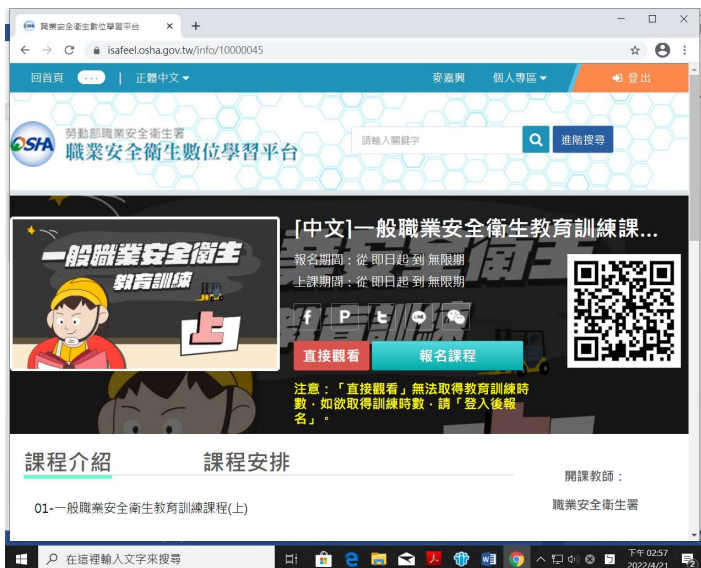 職業安全衛生數位學習平台
isafeel.osha.gov.tw/info/10000045
回首頁 ··· | 正體中文
麥嘉興 個人專區 登出
OSHA
勞動部職業安全衛生署
職業安全衛生數位學習平台
請輸入關鍵字
進階搜尋
一般職業安全衛生
教育訓練
上
[中文]一般職業安全衛生教育訓練課...
報名期間：從 即日起 到 無限期
上課期間：從 即日起 到 無限期
直接觀看 報名課程
注意：「直接觀看」無法取得教育訓練時
數，如欲取得訓練時數，請「登入後報
名」。
課程介紹 課程安排
開課教師：
職業安全衛生署
01-一般職業安全衛生教育訓練課程(上)
在這裡輸入文字來搜尋
下午 02:57
2022/4/21